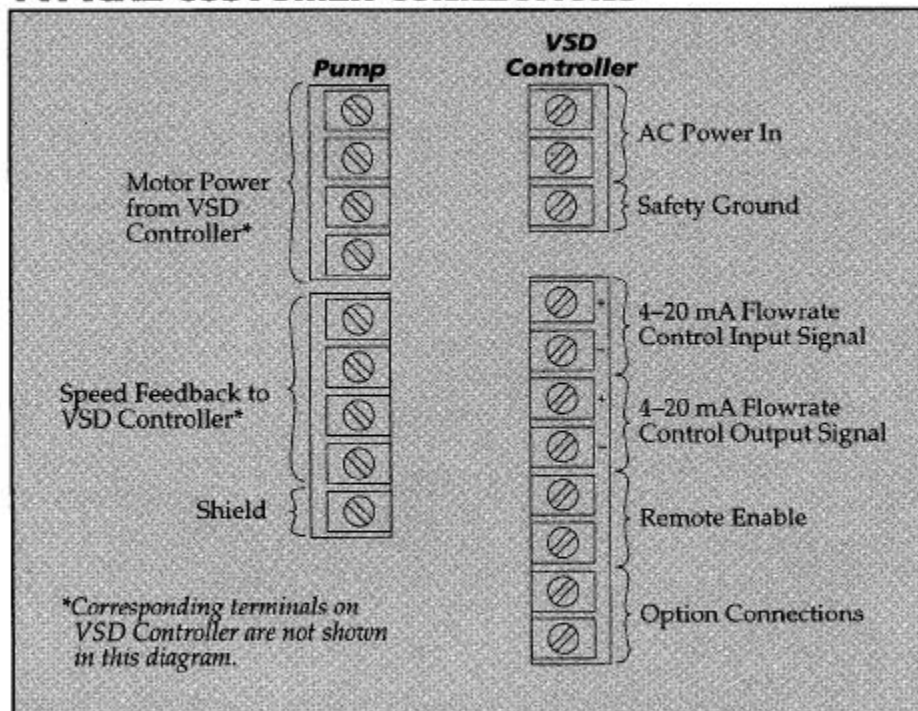 Pump
VSD
Controller
Motor Power
from VSD
Controller*
Speed Feedback to
VSD Controller*
Shield
*Corresponding terminals on
VSD Controller are not shown
in this diagram.
AC Power In
Safety Ground
+
4–20 mA Flowrate
–
Control Input Signal
+
4–20 mA Flowrate
–
Control Output Signal
Remote Enable
Option Connections